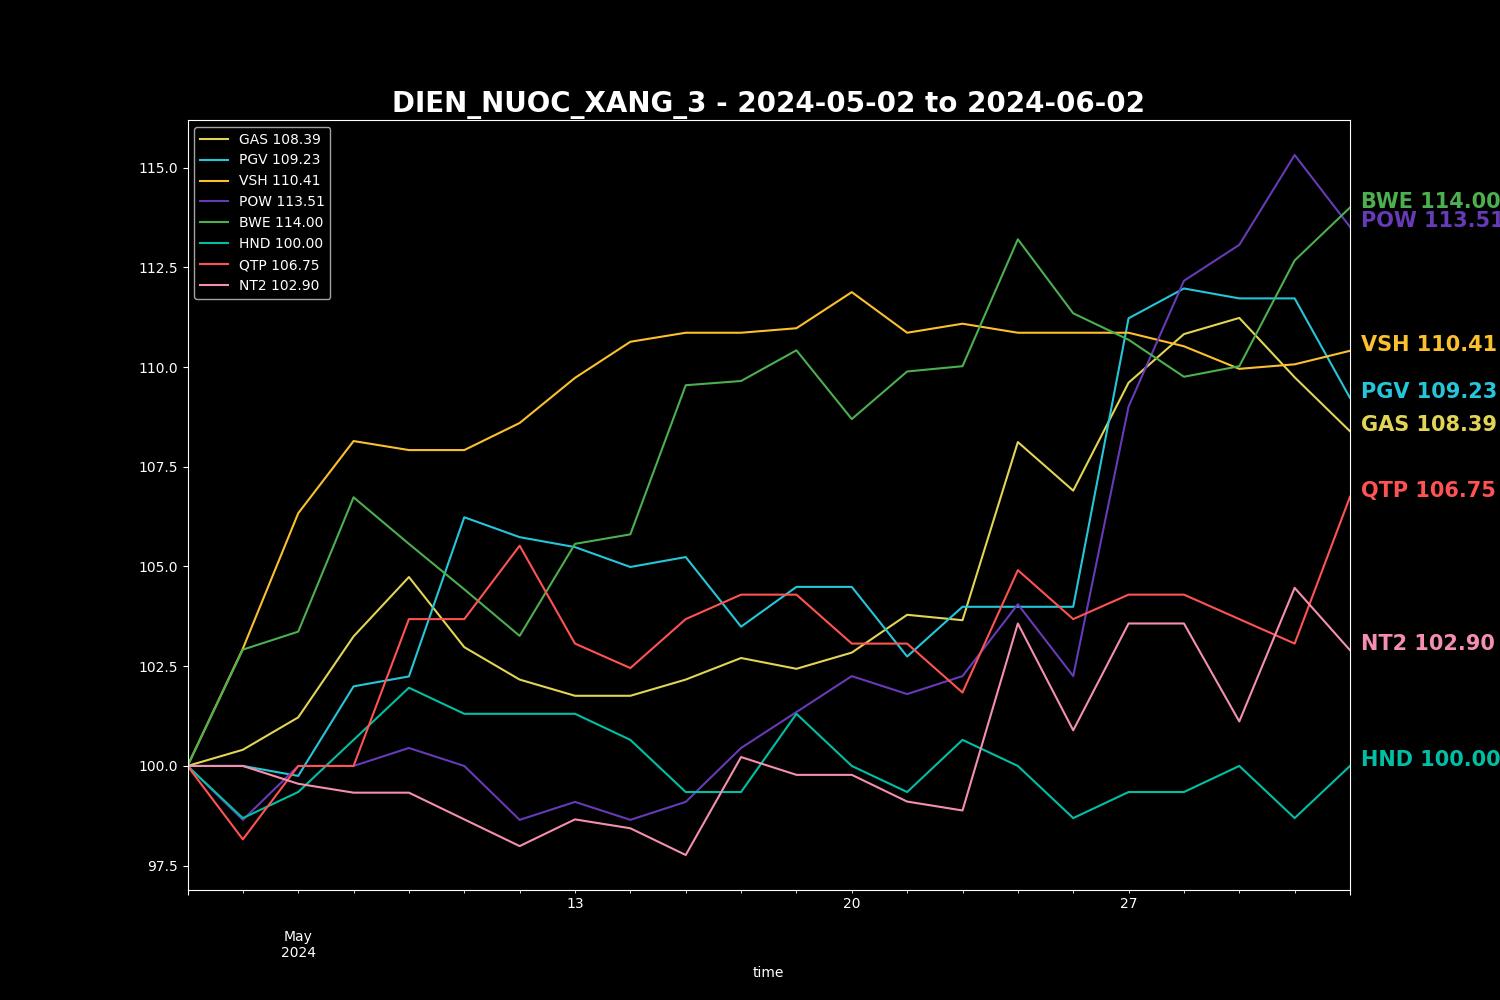 DIEN_NUOC_XANG_3 - 2024-05-02 to 2024-06-02
GAS 108.39
PGV 109.23
VSH 110.41
POW 113.51
BWE 114.00
HND 100.00
QTP 106.75
NT2 102.90
115.0
112.5
110.0
107.5
105.0
102.5
100.0
97.5
BWE 114.00
POW 113.51
VSH 110.41
PGV 109.23
GAS 108.39
QTP 106.75
NT2 102.90
HND 100.00
13
20
27
May
2024
time